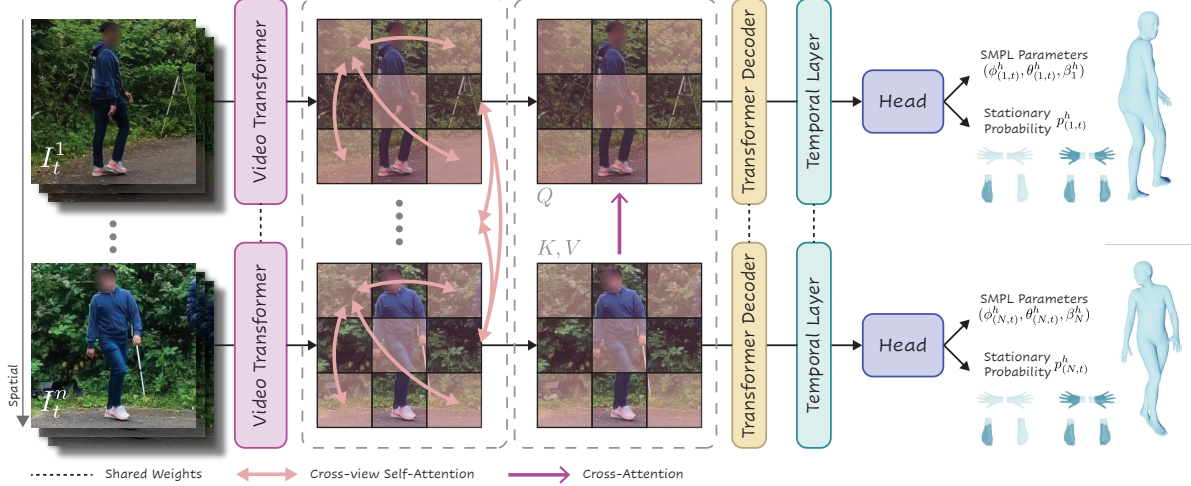 I_t^1
Video Transformer
Q
Transformer Decoder
Temporal Layer
Head
SMPL Parameters
(ϕ^h_{(1,t)}, θ^h_{(1,t)}, β^h_1)
Stationary
Probability p^h_{(1,t)}
Spatial
I_t^n
Video Transformer
K, V
Transformer Decoder
Temporal Layer
Head
SMPL Parameters
(ϕ^h_{(N,t)}, θ^h_{(N,t)}, β^h_N)
Stationary
Probability p^h_{(N,t)}
Shared Weights
Cross-view Self-Attention
Cross-Attention